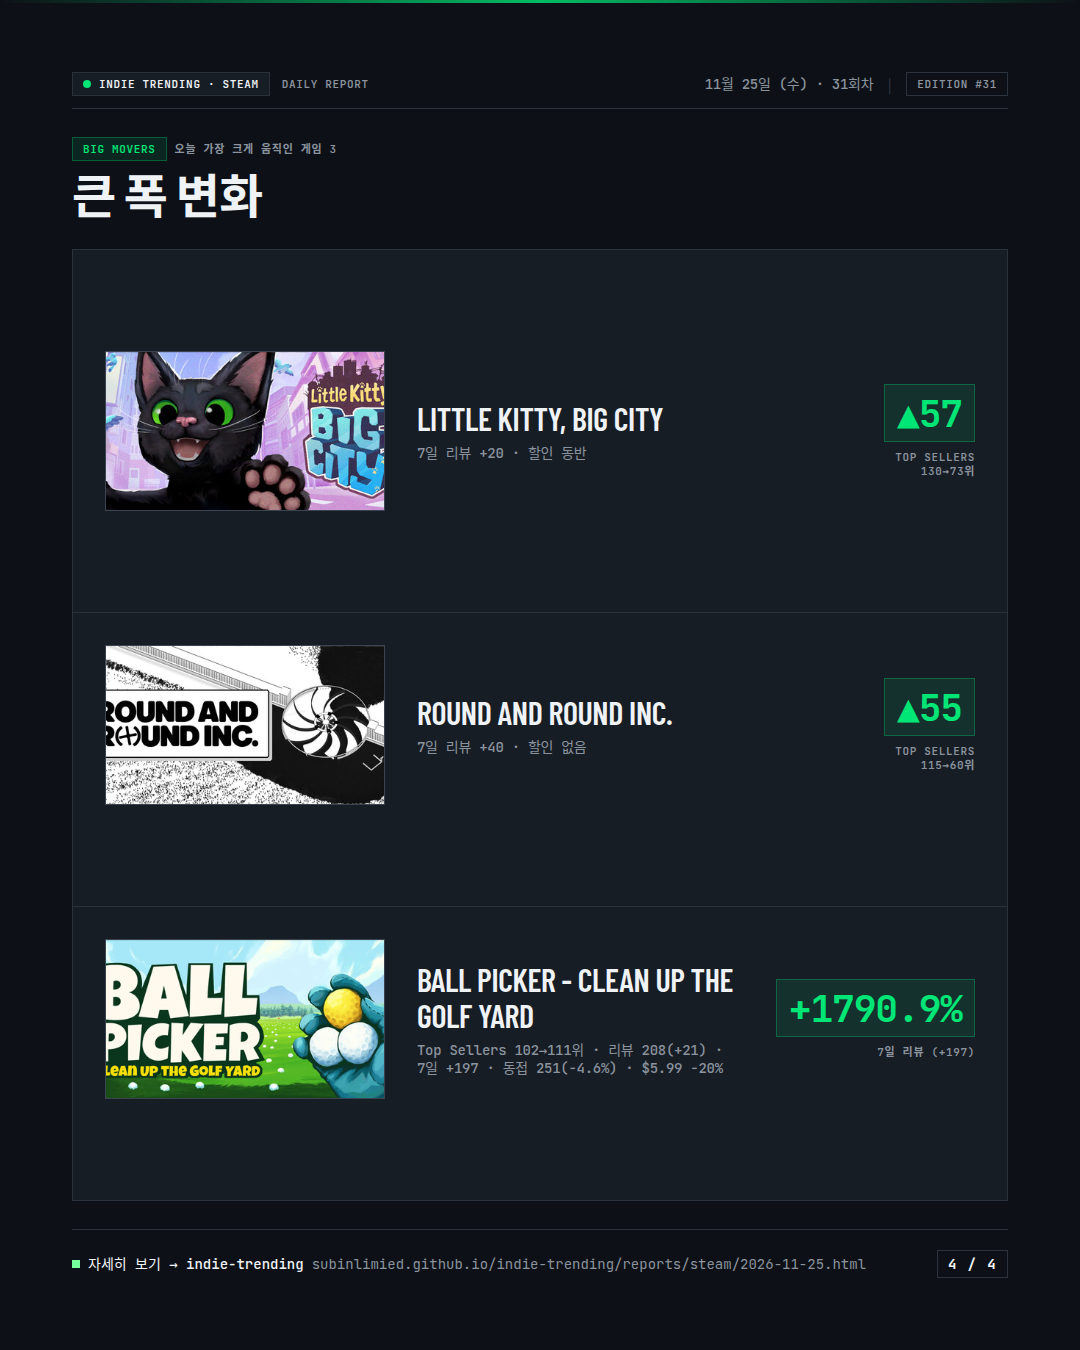 INDIE TRENDING · STEAM DAILY REPORT 11월 25일 (수) · 31회차 EDITION #31
BIG MOVERS 오늘 가장 크게 움직인 게임 3
큰 폭 변화
Little Kitty
BIG
CITY
LITTLE KITTY, BIG CITY
7일 리뷰 +20 · 할인 동반
▲57
TOP SELLERS
130→73위
ROUND AND
R(+)UND INC.
ROUND AND ROUND INC.
7일 리뷰 +40 · 할인 없음
▲55
TOP SELLERS
115→60위
BALL
PICKER
LEAN UP THE GOLF YARD
BALL PICKER - CLEAN UP THE
GOLF YARD
Top Sellers 102→111위 · 리뷰 208(+21) ·
7일 +197 · 동접 251(-4.6%) · $5.99 -20%
+1790.9%
7일 리뷰 (+197)
자세히 보기 → indie-trending subinlimied.github.io/indie-trending/reports/steam/2026-11-25.html 4 / 4